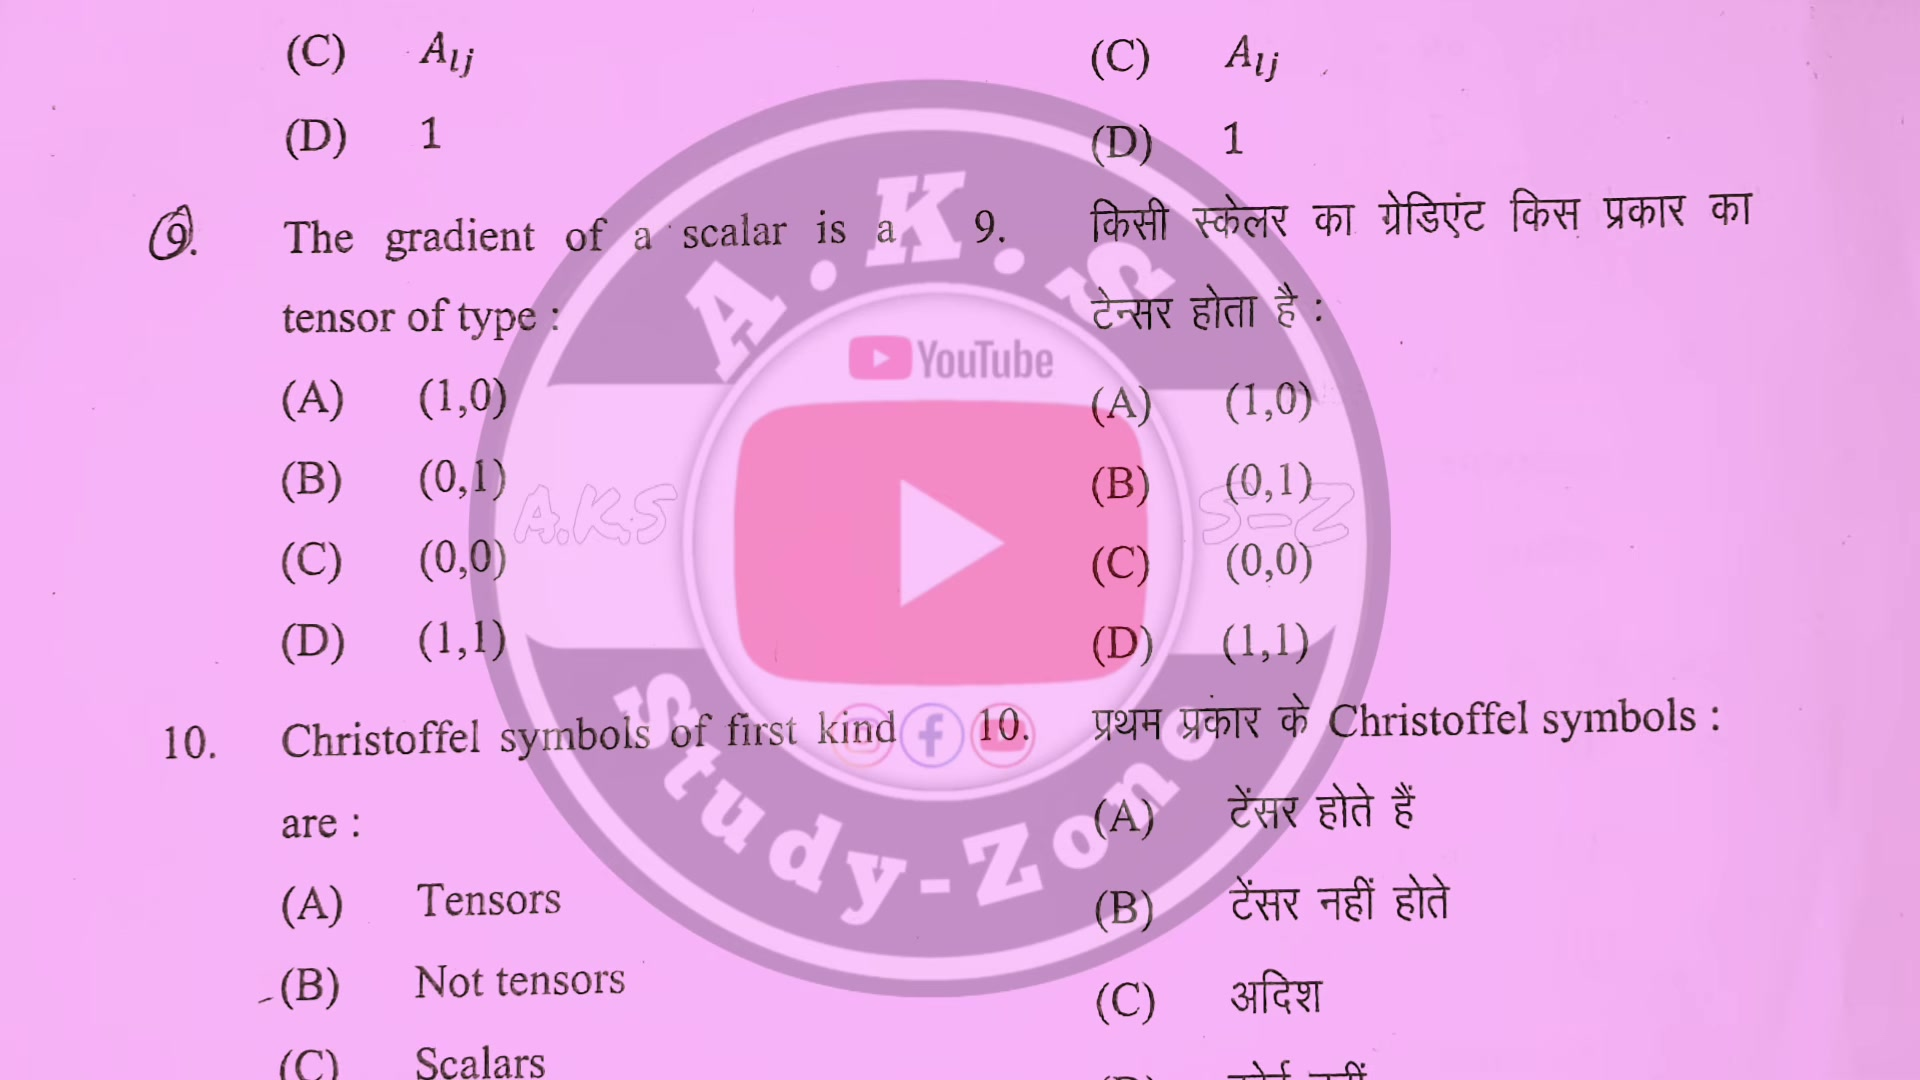 (C) A_lj
(D) 1
9. The gradient of a scalar is a
tensor of type :
(A) (1,0)
(B) (0,1)
(C) (0,0)
(D) (1,1)
10. Christoffel symbols of first kind
are :
(A) Tensors
(B) Not tensors
(C) Scalars
(C) A_lj
(D) 1
9. किसी स्केलर का ग्रेडिएंट किस प्रकार का
टेन्सर होता है :
(A) (1,0)
(B) (0,1)
(C) (0,0)
(D) (1,1)
10. प्रथम प्रकार के Christoffel symbols :
(A) टेंसर होते हैं
(B) टेंसर नहीं होते
(C) अदिश
A.K.S
YouTube
A.K.S
S-Z
Study-Zone